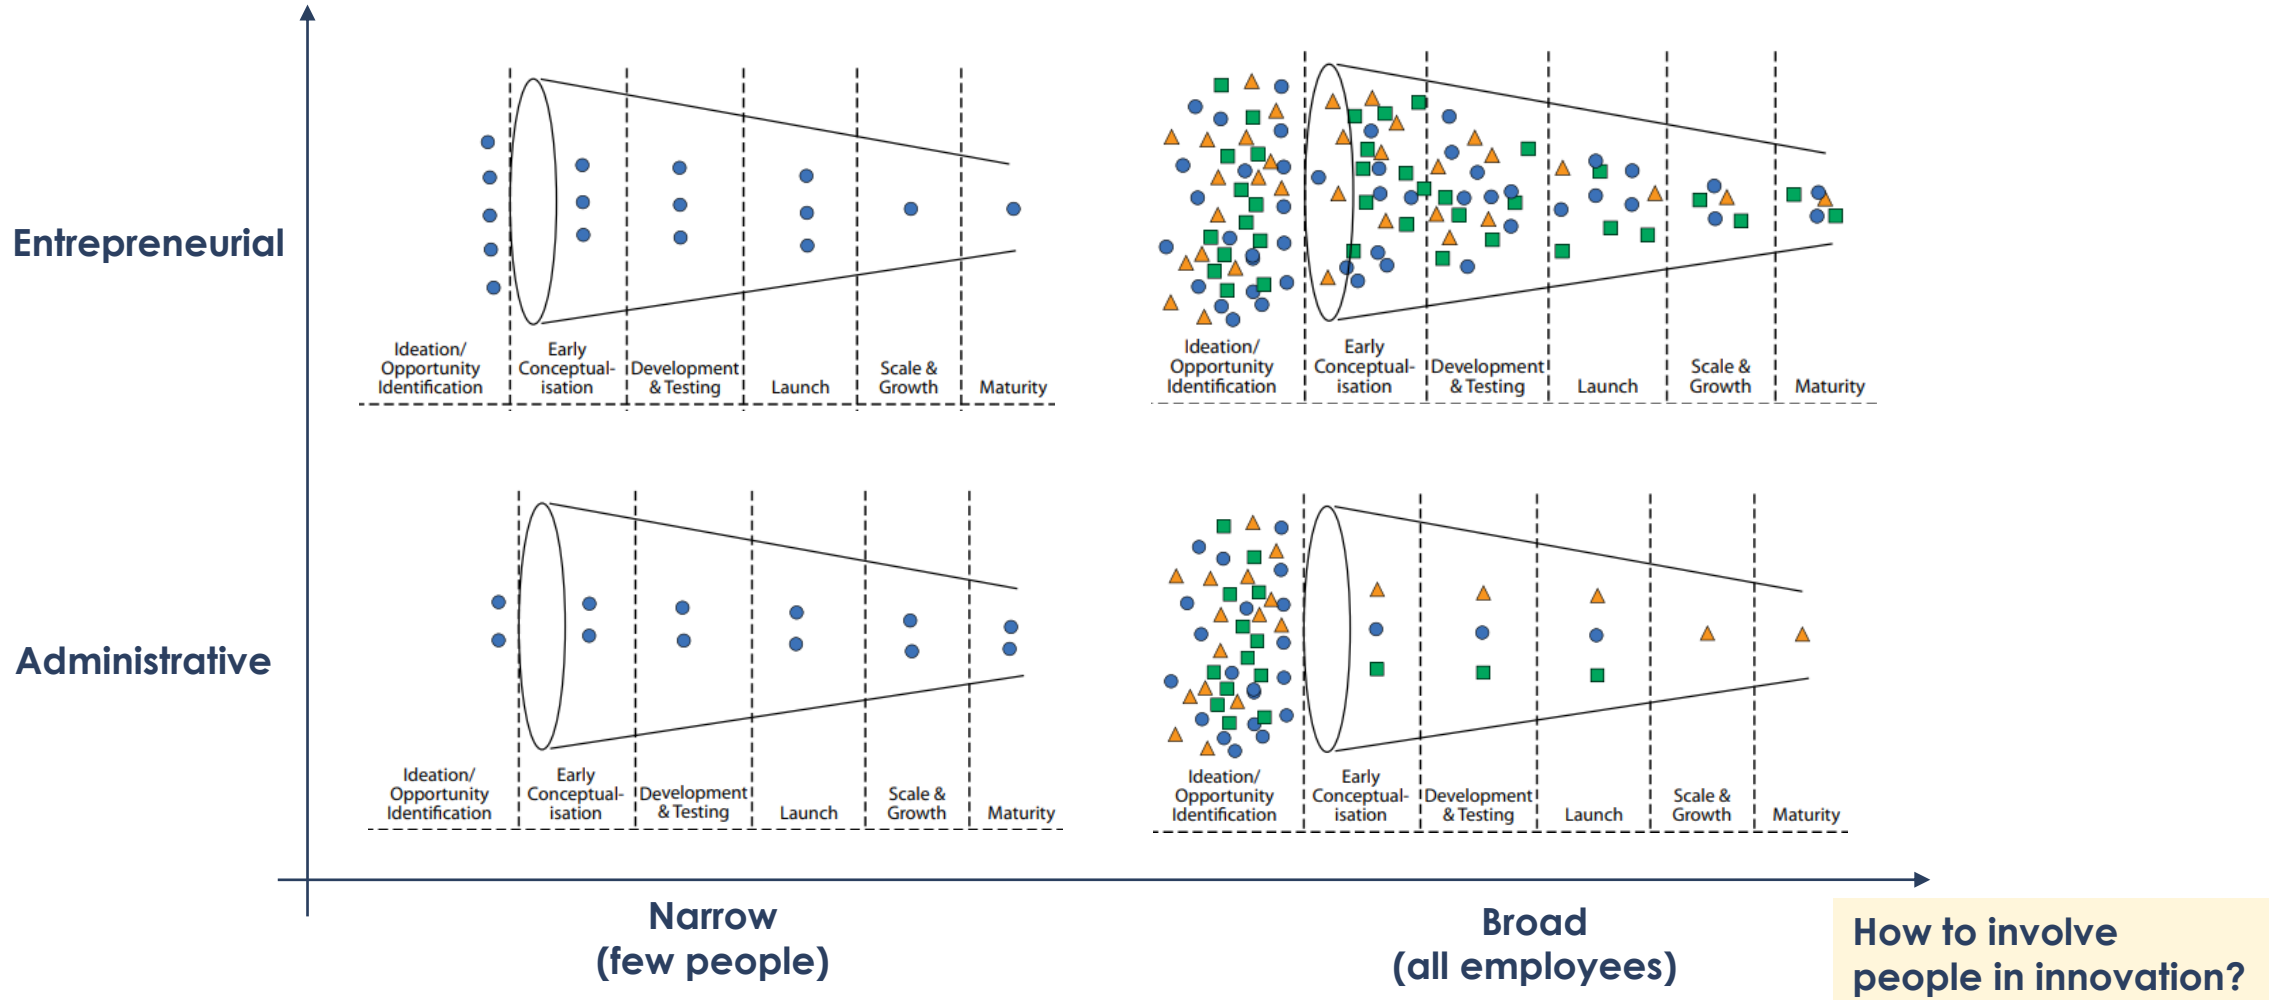 Entrepreneurial
Ideation/
Opportunity
Identification
Early
Conceptual-
isation
Development
& Testing
Launch
Scale &
Growth
Maturity
Ideation/
Opportunity
Identification
Early
Conceptual-
isation
Development
& Testing
Launch
Scale &
Growth
Maturity
Administrative
Ideation/
Opportunity
Identification
Early
Conceptual-
isation
Development
& Testing
Launch
Scale &
Growth
Maturity
Ideation/
Opportunity
Identification
Early
Conceptual-
isation
Development
& Testing
Launch
Scale &
Growth
Maturity
Narrow
(few people)
Broad
(all employees)
How to involve
people in innovation?